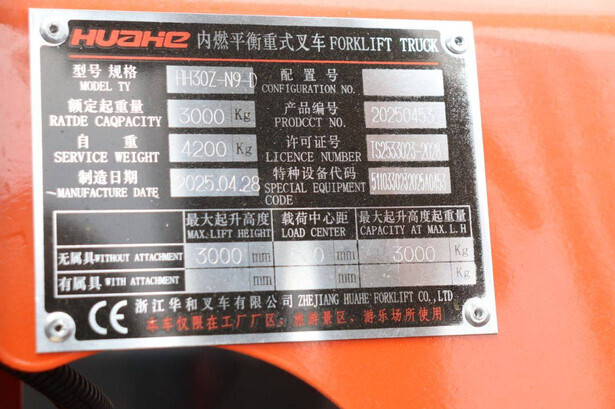 HUAHE 内燃平衡重式叉车 FORKLIFT TRUCK
型号 规格 HH30Z-N9-D 配置号
MODEL TY CONFIGURATION NO.
额定起重量 3000 Kg 产品编号 20250453
RATDE CAQPACITY PRODCCT NO.
自 重 4200 Kg 许可证号 TS2533023-2028
SERVICE WEIGHT LICENCE NUMBER
制造日期 2025.04.28 特种设备代码
MANUFACTURE DATE SPECIAL EQUIPMENT CODE
最大起升高度 载荷中心距 最大起升高度起重量
MAX. LIFT HEIGHT LOAD CENTER CAPACITY AT MAX. L. H
无属具 WITHOUT ATTACHMENT 3000 mm mm 3000 Kg
有属具 WITH ATTACHMENT mm mm Kg
CE 浙江华和叉车有限公司 ZHEJIANG HUAHE FORKLIFT CO., LTD
本车仅限在工厂厂区、旅游景区、游乐场所使用